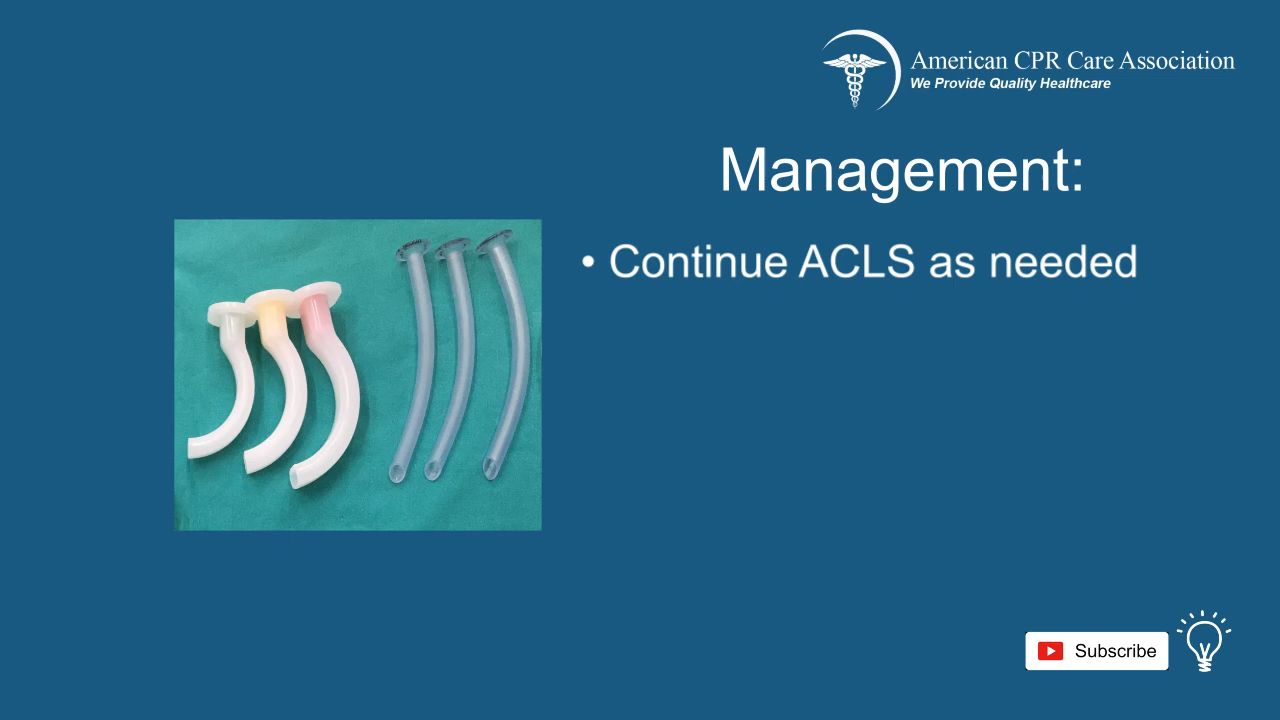 American CPR Care Association
We Provide Quality Healthcare
Management:
• Continue ACLS as needed
Subscribe